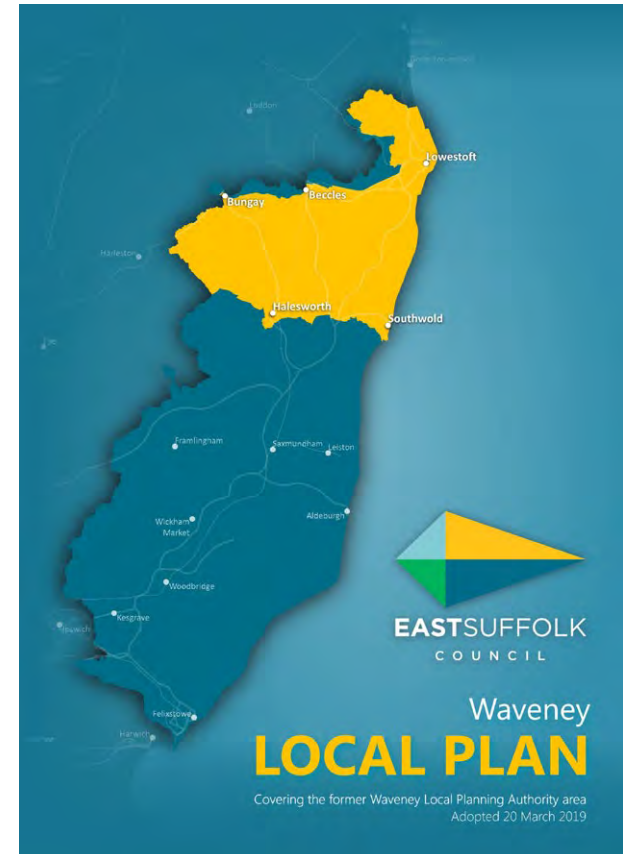 Loddon
Lowestoft
Beccles
Bungay
Harleston
Halesworth
Southwold
Framlingham
Saxmundham
Leiston
Aldeburgh
Wickham
Market
Woodbridge
Kesgrave
Ipswich
Felixstowe
Harwich
EASTSUFFOLK
COUNCIL
Waveney
LOCAL PLAN
Covering the former Waveney Local Planning Authority area
Adopted 20 March 2019